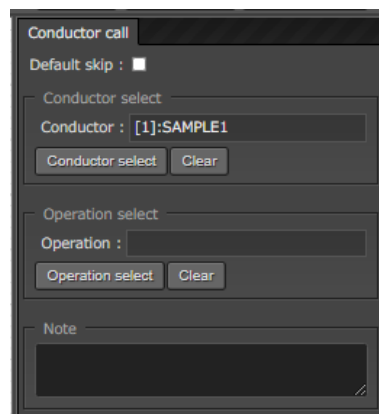 Conductor call
Default skip :
Conductor select
Conductor : [1]:SAMPLE1
Conductor select Clear
Operation select
Operation :
Operation select Clear
Note